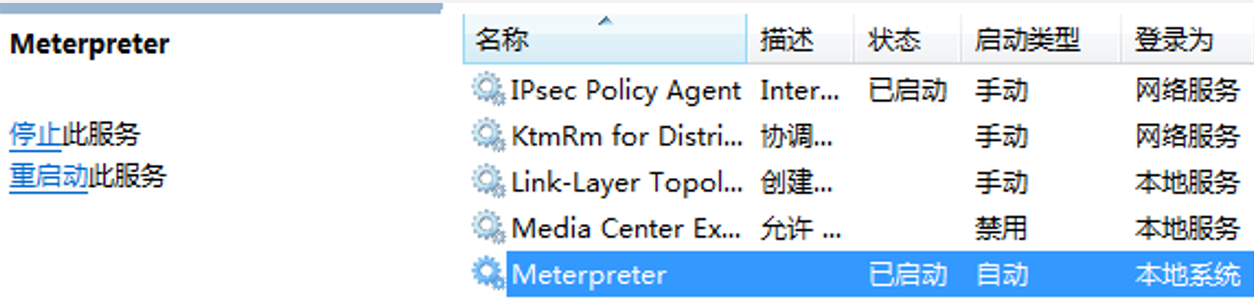 Meterpreter
停止此服务
重启动此服务
名称 描述 状态 启动类型 登录为
IPsec Policy Agent Inter... 已启动 手动 网络服务
KtmRm for Distri... 协调... 手动 网络服务
Link-Layer Topol... 创建... 手动 本地服务
Media Center Ex... 允许 ... 禁用 本地服务
Meterpreter 已启动 自动 本地系统